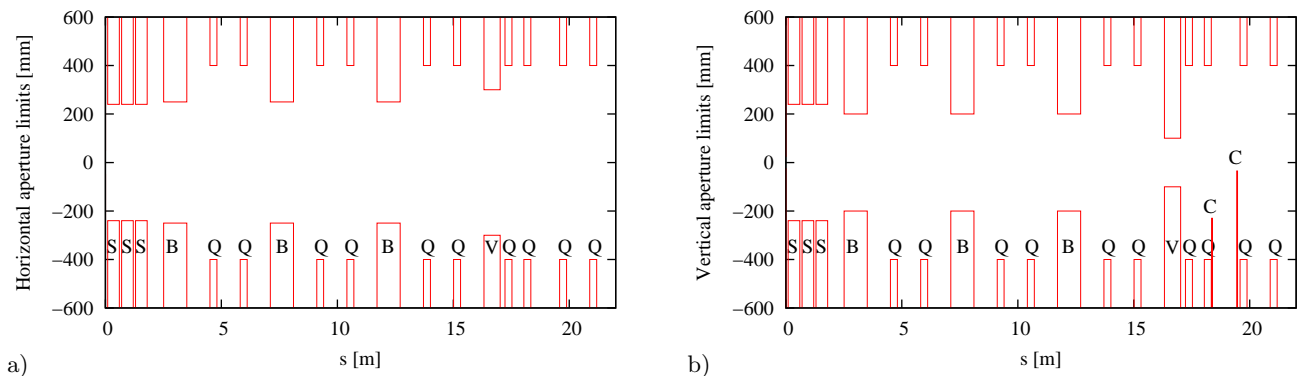 Horizontal aperture limits [mm]
600
400
200
0
−200
−400
−600
S S S B Q Q B Q Q B Q Q V Q Q Q Q
0 5 10 15 20
s [m]
a)
Vertical aperture limits [mm]
600
400
200
0
−200
−400
−600
C
C
S S S B Q Q B Q Q B Q Q V Q Q Q Q
0 5 10 15 20
s [m]
b)